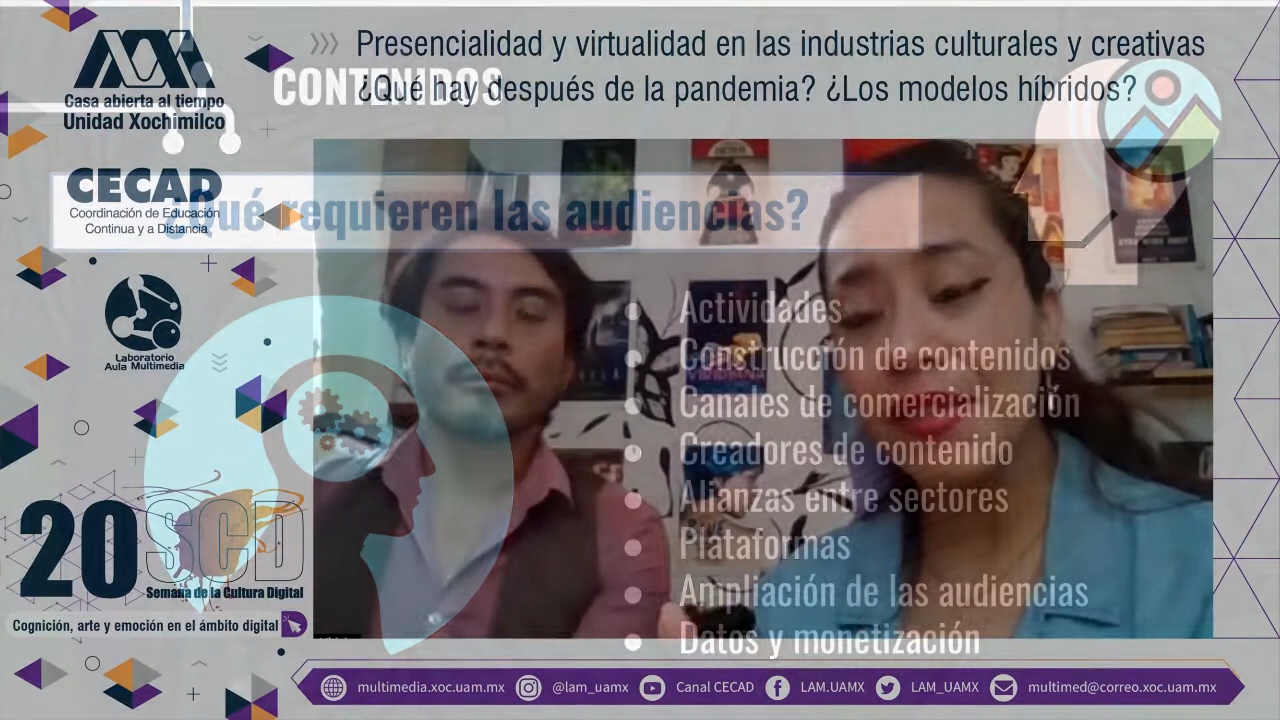 Presencialidad y virtualidad en las industrias culturales y creativas
¿Qué hay después de la pandemia? ¿Los modelos híbridos?
CONTENIDOS
Casa abierta al tiempo
Unidad Xochimilco
CECAD
Coordinación de Educación
Continua y a Distancia
¿Qué requieren las audiencias?
Laboratorio
Aula Multimedia
Actividades
Construcción de contenidos
Canales de comercialización
Creadores de contenido
Alianzas entre sectores
Plataformas
Ampliación de las audiencias
Datos y monetización
20 SCD
Semana de la Cultura Digital
Cognición, arte y emoción en el ámbito digital
multimedia.xoc.uam.mx @lam_uamx Canal CECAD LAM.UAMX LAM_UAMX multimed@correo.xoc.uam.mx